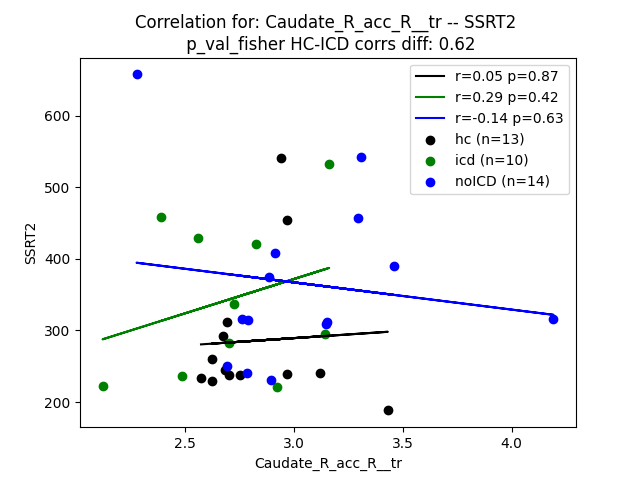 Correlation for: Caudate_R_acc_R__tr -- SSRT2
p_val_fisher HC-ICD corrs diff: 0.62
r=0.05 p=0.87
r=0.29 p=0.42
r=-0.14 p=0.63
hc (n=13)
icd (n=10)
noICD (n=14)
600
500
400
300
200
SSRT2
2.5 3.0 3.5 4.0
Caudate_R_acc_R__tr